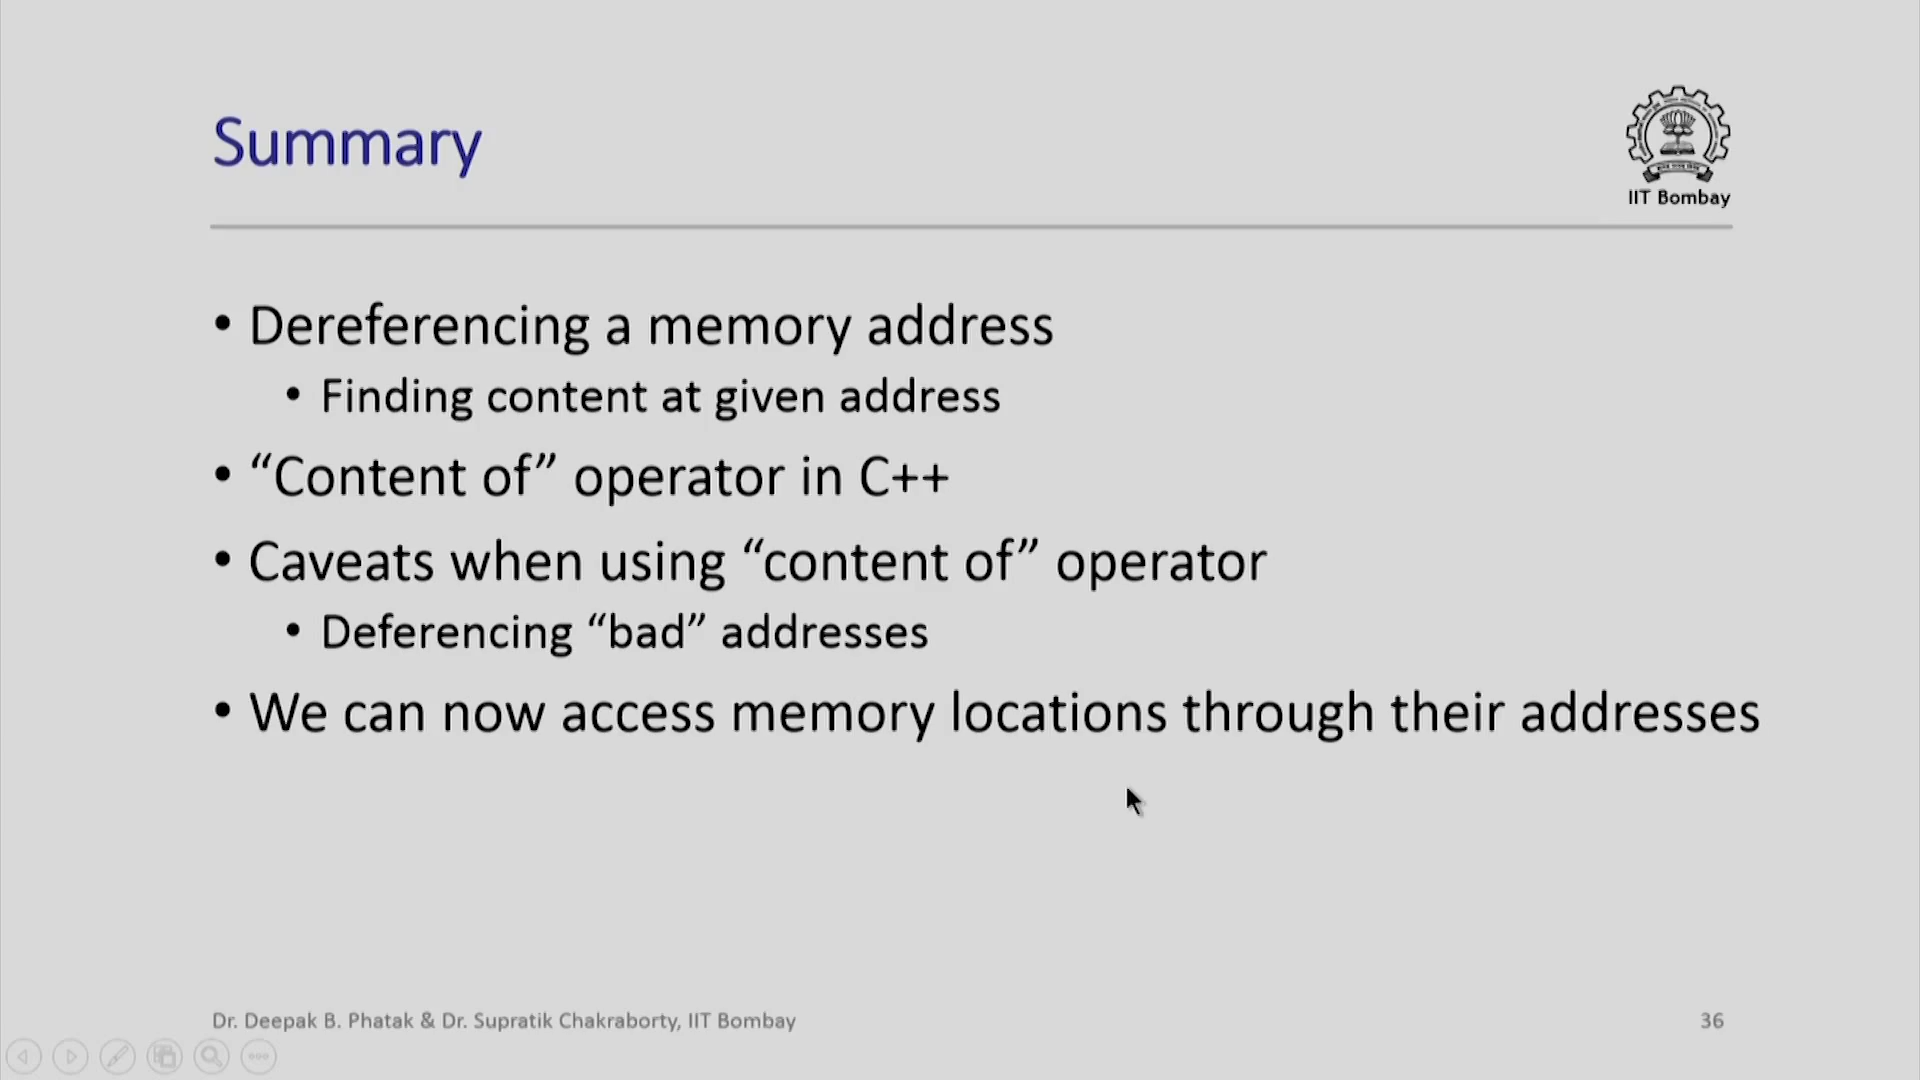 Summary
IIT Bombay
• Dereferencing a memory address
• Finding content at given address
• “Content of” operator in C++
• Caveats when using “content of” operator
• Deferencing “bad” addresses
• We can now access memory locations through their addresses
Dr. Deepak B. Phatak & Dr. Supratik Chakraborty, IIT Bombay
36